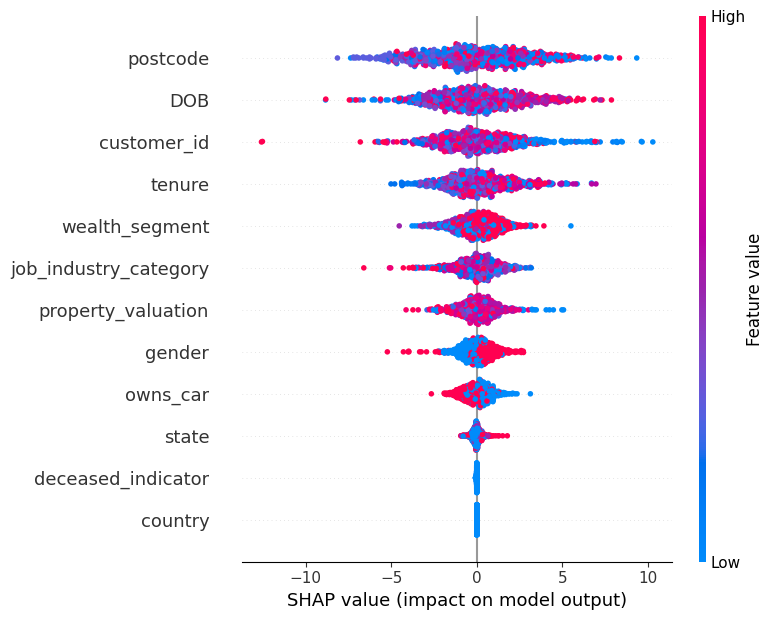 High
postcode
DOB
customer_id
tenure
wealth_segment
job_industry_category
property_valuation
gender
owns_car
state
deceased_indicator
country
Feature value
Low
−10 −5 0 5 10
SHAP value (impact on model output)